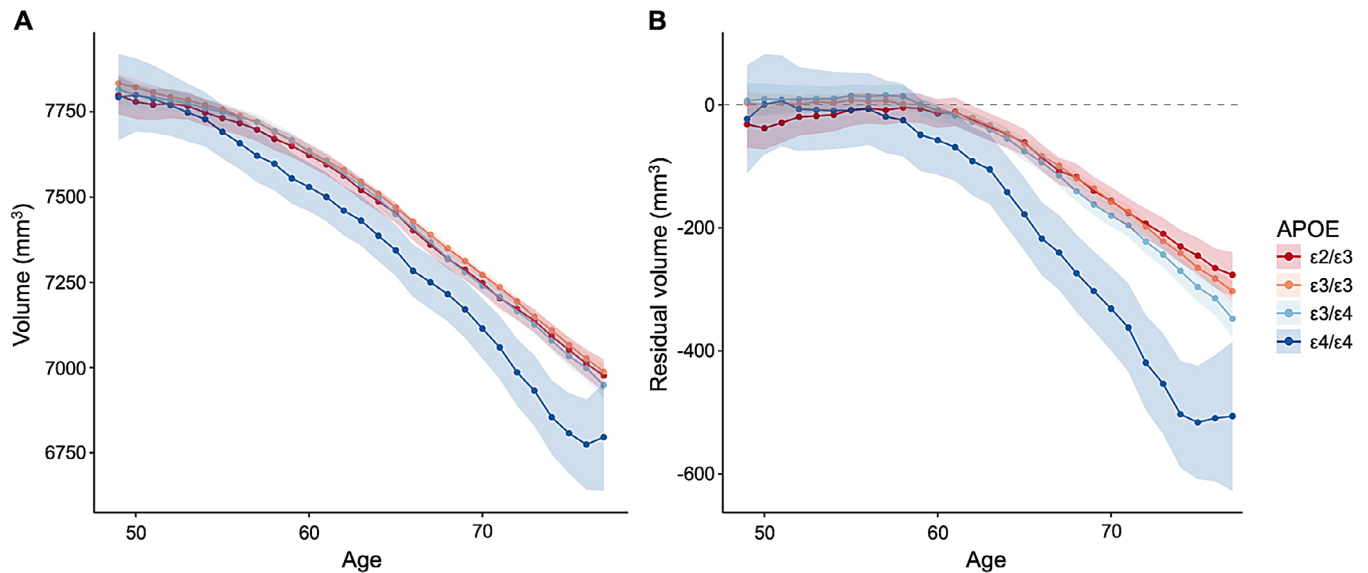 A
Volume (mm³)
7750
7500
7250
7000
6750
50
60
70
Age
B
Residual volume (mm³)
0
-200
-400
-600
50
60
70
Age
APOE
ε2/ε3
ε3/ε3
ε3/ε4
ε4/ε4